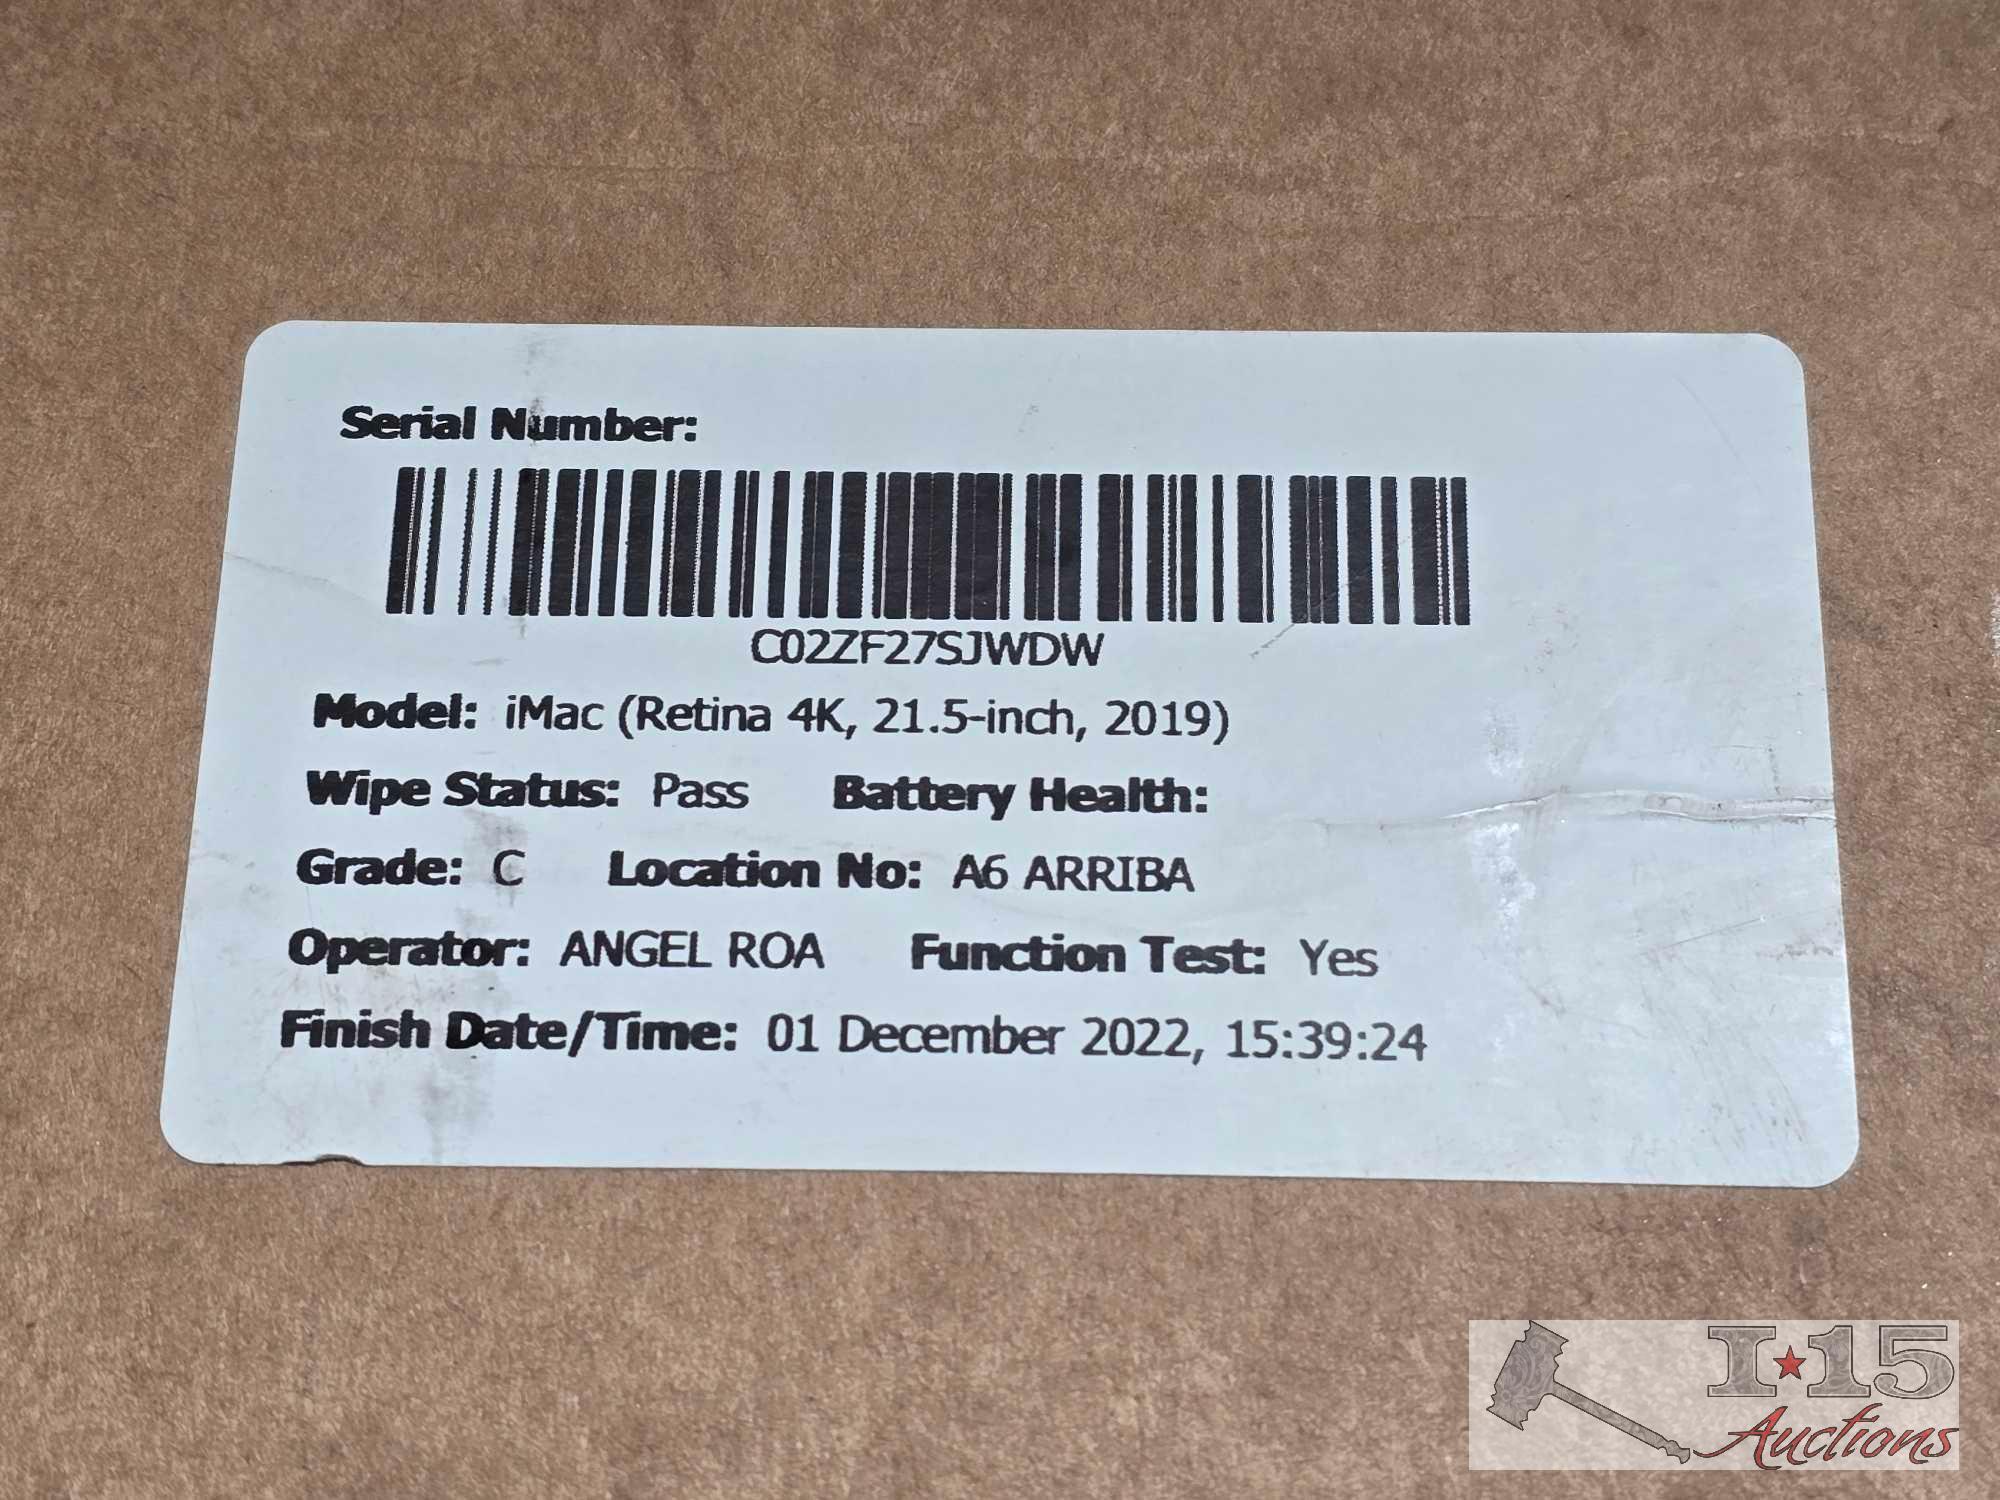 Serial Number:
C02ZF27SJWDW
Model: iMac (Retina 4K, 21.5-inch, 2019)
Wipe Status: Pass Battery Health:
Grade: C Location No: A6 ARRIBA
Operator: ANGEL ROA Function Test: Yes
Finish Date/Time: 01 December 2022, 15:39:24
I★15
Auctions